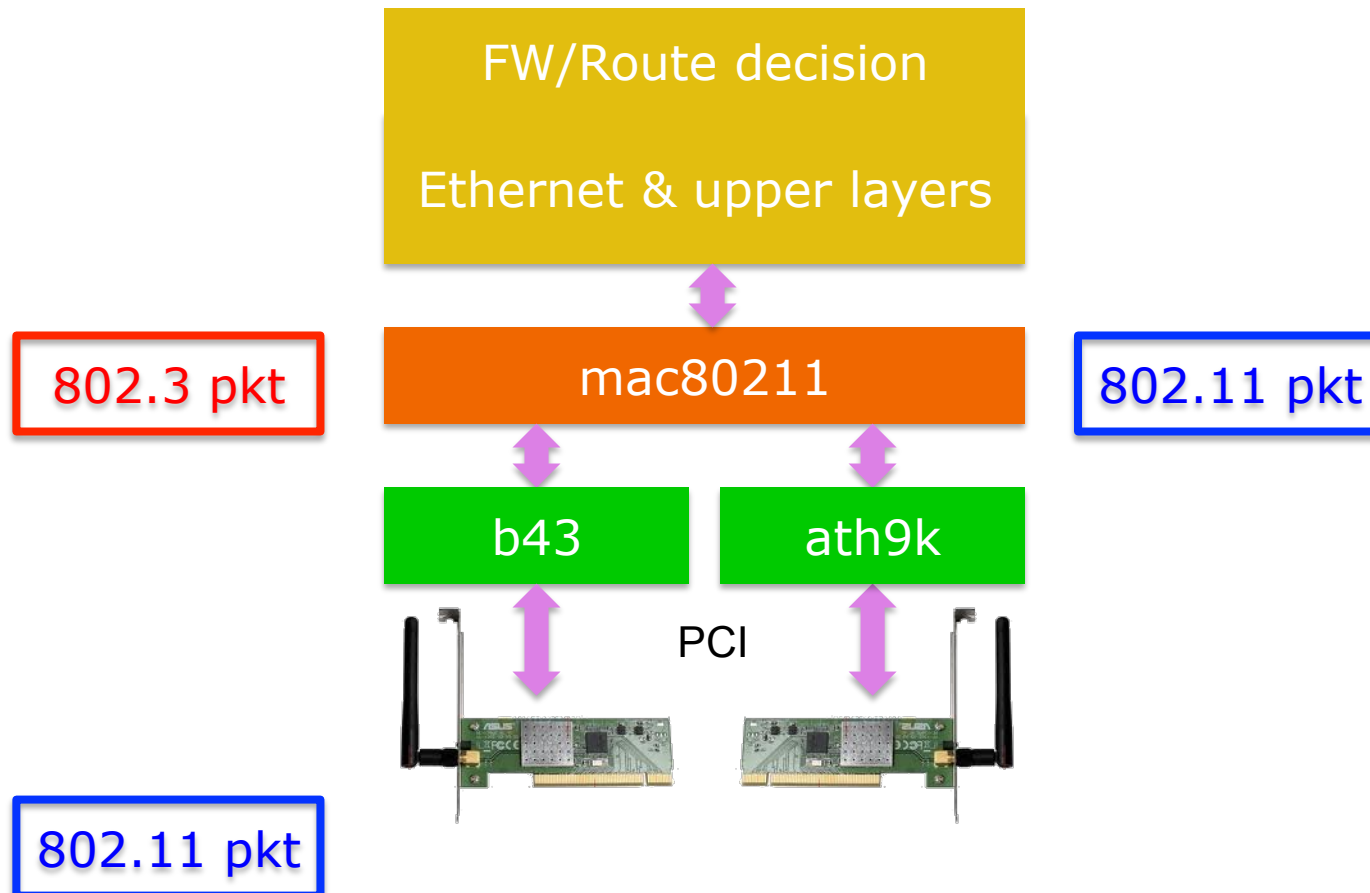 FW/Route decision
Ethernet & upper layers
802.3 pkt
mac80211
802.11 pkt
b43
ath9k
PCI
ASUS
802.11 pkt